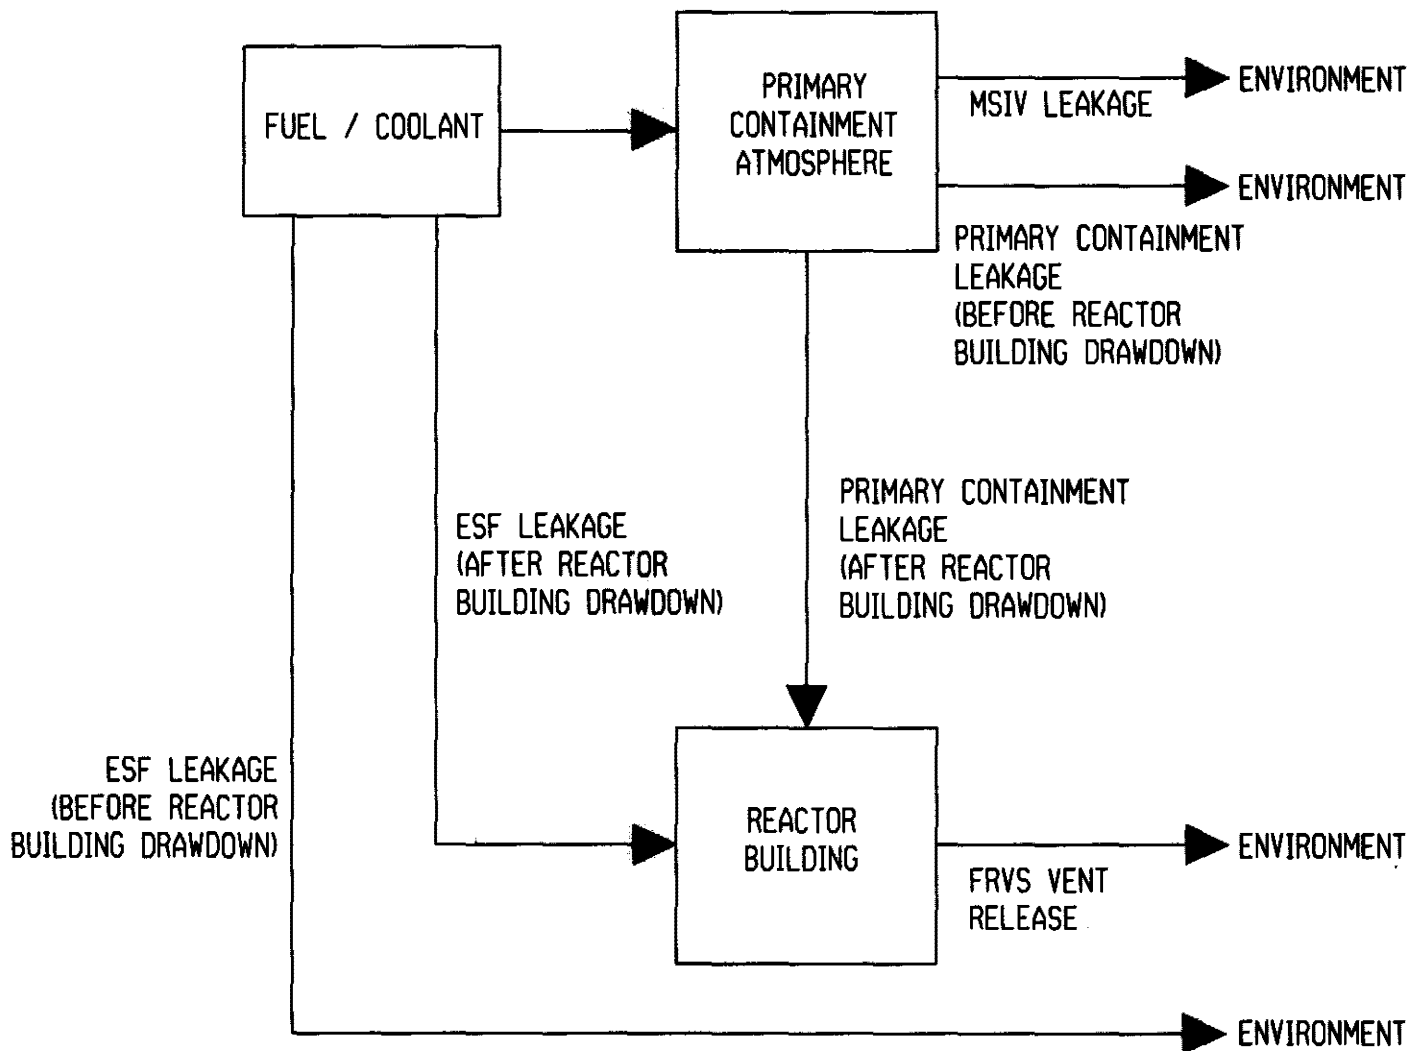 FUEL / COOLANT
PRIMARY
CONTAINMENT
ATMOSPHERE
MSIV LEAKAGE
ENVIRONMENT
ENVIRONMENT
PRIMARY CONTAINMENT
LEAKAGE
(BEFORE REACTOR
BUILDING DRAWDOWN)
ESF LEAKAGE
(AFTER REACTOR
BUILDING DRAWDOWN)
PRIMARY CONTAINMENT
LEAKAGE
(AFTER REACTOR
BUILDING DRAWDOWN)
ESF LEAKAGE
(BEFORE REACTOR
BUILDING DRAWDOWN)
REACTOR
BUILDING
FRVS VENT
RELEASE
ENVIRONMENT
ENVIRONMENT